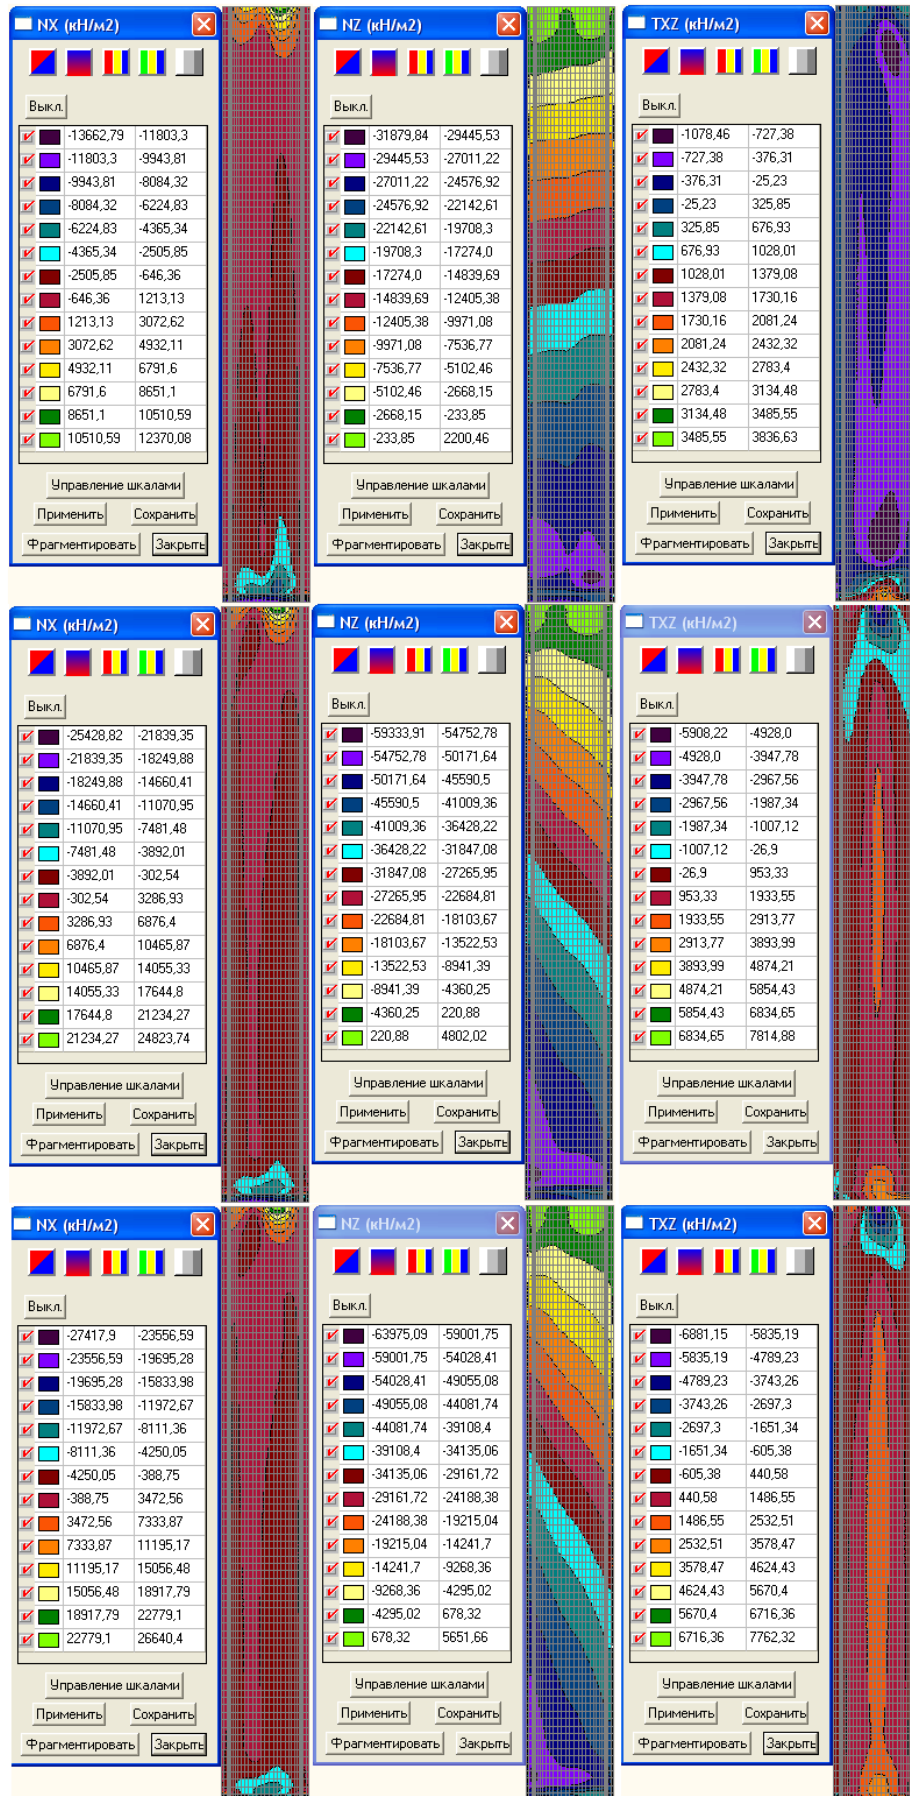 NX (кН/м2)
Выкл.
-13662,79 -11803,3
-11803,3 -9943,81
-9943,81 -8084,32
-8084,32 -6224,83
-6224,83 -4365,34
-4365,34 -2505,85
-2505,85 -646,36
-646,36 1213,13
1213,13 3072,62
3072,62 4932,11
4932,11 6791,6
6791,6 8651,1
8651,1 10510,59
10510,59 12370,08
Управление шкалами
Применить Сохранить
Фрагментировать Закрыть
NZ (кН/м2)
Выкл.
-31879,84 -29445,53
-29445,53 -27011,22
-27011,22 -24576,92
-24576,92 -22142,61
-22142,61 -19708,3
-19708,3 -17274,0
-17274,0 -14839,69
-14839,69 -12405,38
-12405,38 -9971,08
-9971,08 -7536,77
-7536,77 -5102,46
-5102,46 -2668,15
-2668,15 -233,85
-233,85 2200,46
Управление шкалами
Применить Сохранить
Фрагментировать Закрыть
TXZ (кН/м2)
Выкл.
-1078,46 -727,38
-727,38 -376,31
-376,31 -25,23
-25,23 325,85
325,85 676,93
676,93 1028,01
1028,01 1379,08
1379,08 1730,16
1730,16 2081,24
2081,24 2432,32
2432,32 2783,4
2783,4 3134,48
3134,48 3485,55
3485,55 3836,63
Управление шкалами
Применить Сохранить
Фрагментировать Закрыть
NX (кН/м2)
Выкл.
-25428,82 -21839,35
-21839,35 -18249,88
-18249,88 -14660,41
-14660,41 -11070,95
-11070,95 -7481,48
-7481,48 -3892,01
-3892,01 -302,54
-302,54 3286,93
3286,93 6876,4
6876,4 10465,87
10465,87 14055,33
14055,33 17644,8
17644,8 21234,27
21234,27 24823,74
Управление шкалами
Применить Сохранить
Фрагментировать Закрыть
NZ (кН/м2)
Выкл.
-59333,91 -54752,78
-54752,78 -50171,64
-50171,64 -45590,5
-45590,5 -41009,36
-41009,36 -36428,22
-36428,22 -31847,08
-31847,08 -27265,95
-27265,95 -22684,81
-22684,81 -18103,67
-18103,67 -13522,53
-13522,53 -8941,39
-8941,39 -4360,25
-4360,25 220,88
220,88 4802,02
Управление шкалами
Применить Сохранить
Фрагментировать Закрыть
TXZ (кН/м2)
Выкл.
-5908,22 -4928,0
-4928,0 -3947,78
-3947,78 -2967,56
-2967,56 -1987,34
-1987,34 -1007,12
-1007,12 -26,9
-26,9 953,33
953,33 1933,55
1933,55 2913,77
2913,77 3893,99
3893,99 4874,21
4874,21 5854,43
5854,43 6834,65
6834,65 7814,88
Управление шкалами
Применить Сохранить
Фрагментировать Закрыть
NX (кН/м2)
Выкл.
-27417,9 -23556,59
-23556,59 -19695,28
-19695,28 -15833,98
-15833,98 -11972,67
-11972,67 -8111,36
-8111,36 -4250,05
-4250,05 -388,75
-388,75 3472,56
3472,56 7333,87
7333,87 11195,17
11195,17 15056,48
15056,48 18917,79
18917,79 22779,1
22779,1 26640,4
Управление шкалами
Применить Сохранить
Фрагментировать Закрыть
NZ (кН/м2)
Выкл.
-63975,09 -59001,75
-59001,75 -54028,41
-54028,41 -49055,08
-49055,08 -44081,74
-44081,74 -39108,4
-39108,4 -34135,06
-34135,06 -29161,72
-29161,72 -24188,38
-24188,38 -19215,04
-19215,04 -14241,7
-14241,7 -9268,36
-9268,36 -4295,02
-4295,02 678,32
678,32 5651,66
Управление шкалами
Применить Сохранить
Фрагментировать Закрыть
TXZ (кН/м2)
Выкл.
-6881,15 -5835,19
-5835,19 -4789,23
-4789,23 -3743,26
-3743,26 -2697,3
-2697,3 -1651,34
-1651,34 -605,38
-605,38 440,58
440,58 1486,55
1486,55 2532,51
2532,51 3578,47
3578,47 4624,43
4624,43 5670,4
5670,4 6716,36
6716,36 7762,32
Управление шкалами
Применить Сохранить
Фрагментировать Закрыть